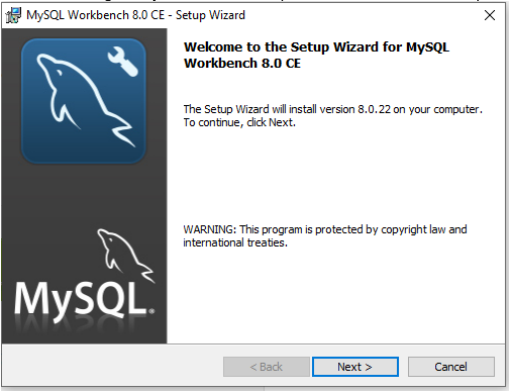 MySQL Workbench 8.0 CE - Setup Wizard
Welcome to the Setup Wizard for MySQL
Workbench 8.0 CE
The Setup Wizard will install version 8.0.22 on your computer.
To continue, click Next.
WARNING: This program is protected by copyright law and
international treaties.
MySQL.
< Back
Next >
Cancel